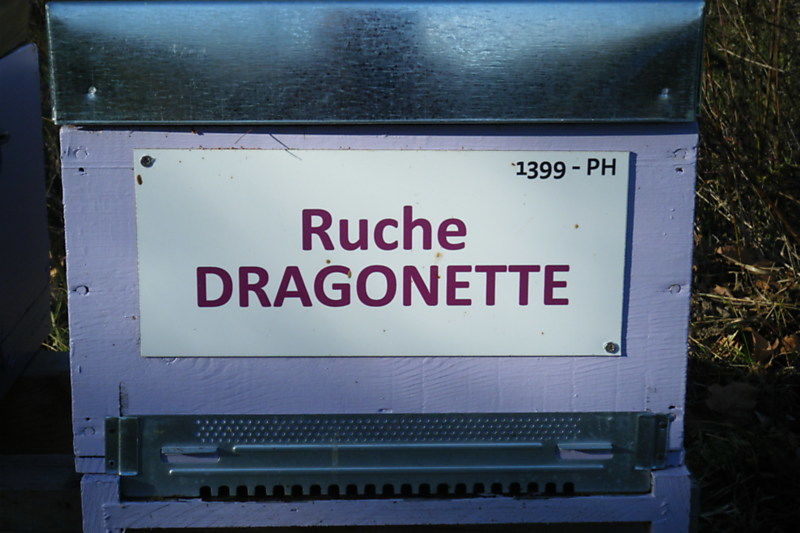 1399 - PH
Ruche
DRAGONETTE